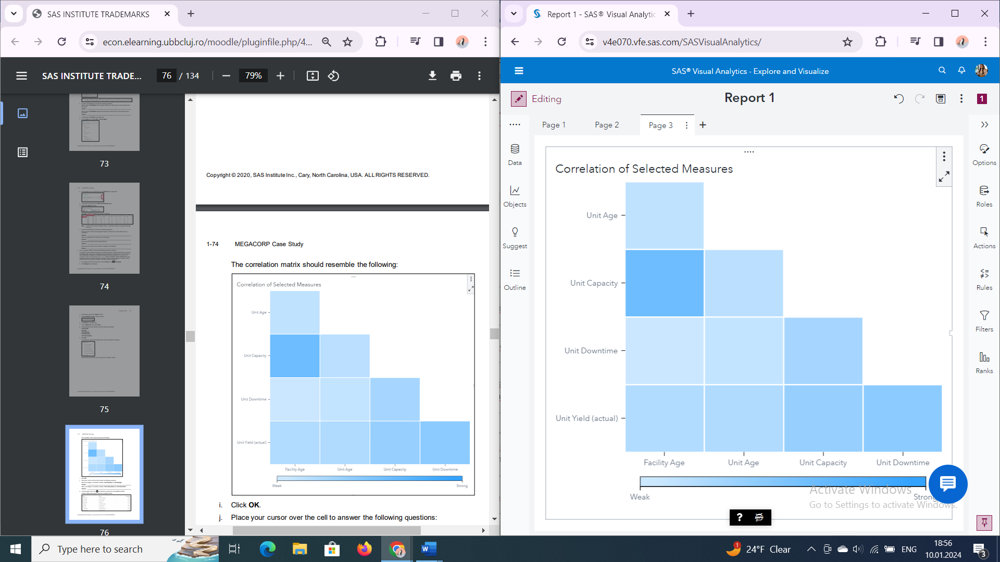 SAS INSTITUTE TRADEMARKS
econ.elearning.ubbcluj.ro/moodle/pluginfile.php/4...
SAS INSTITUTE TRADE...
76 / 134
79%
73
74
75
76
Copyright © 2020, SAS Institute Inc., Cary, North Carolina, USA. ALL RIGHTS RESERVED.
1-74 MEGACORP Case Study
The correlation matrix should resemble the following:
Correlation of Selected Measures
Unit Age
Unit Capacity
Unit Downtime
Unit Yield (actual)
Facility Age Unit Age Unit Capacity Unit Downtime
Weak Strong
i. Click OK.
j. Place your cursor over the cell to answer the following questions:
Report 1 - SAS® Visual Analytic
v4e070.vfe.sas.com/SASVisualAnalytics/
SAS® Visual Analytics - Explore and Visualize
Editing
Report 1
1
Page 1 Page 2 Page 3
Data
Objects
Suggest
Outline
Correlation of Selected Measures
Unit Age
Unit Capacity
Unit Downtime
Unit Yield (actual)
Facility Age Unit Age Unit Capacity Unit Downtime
Weak Strong
Options
Roles
Actions
Rules
Filters
Ranks
Activate Windows
Go to Settings to activate Windows.
?
Type here to search
1
24°F Clear
ENG
18:56
10.01.2024
3